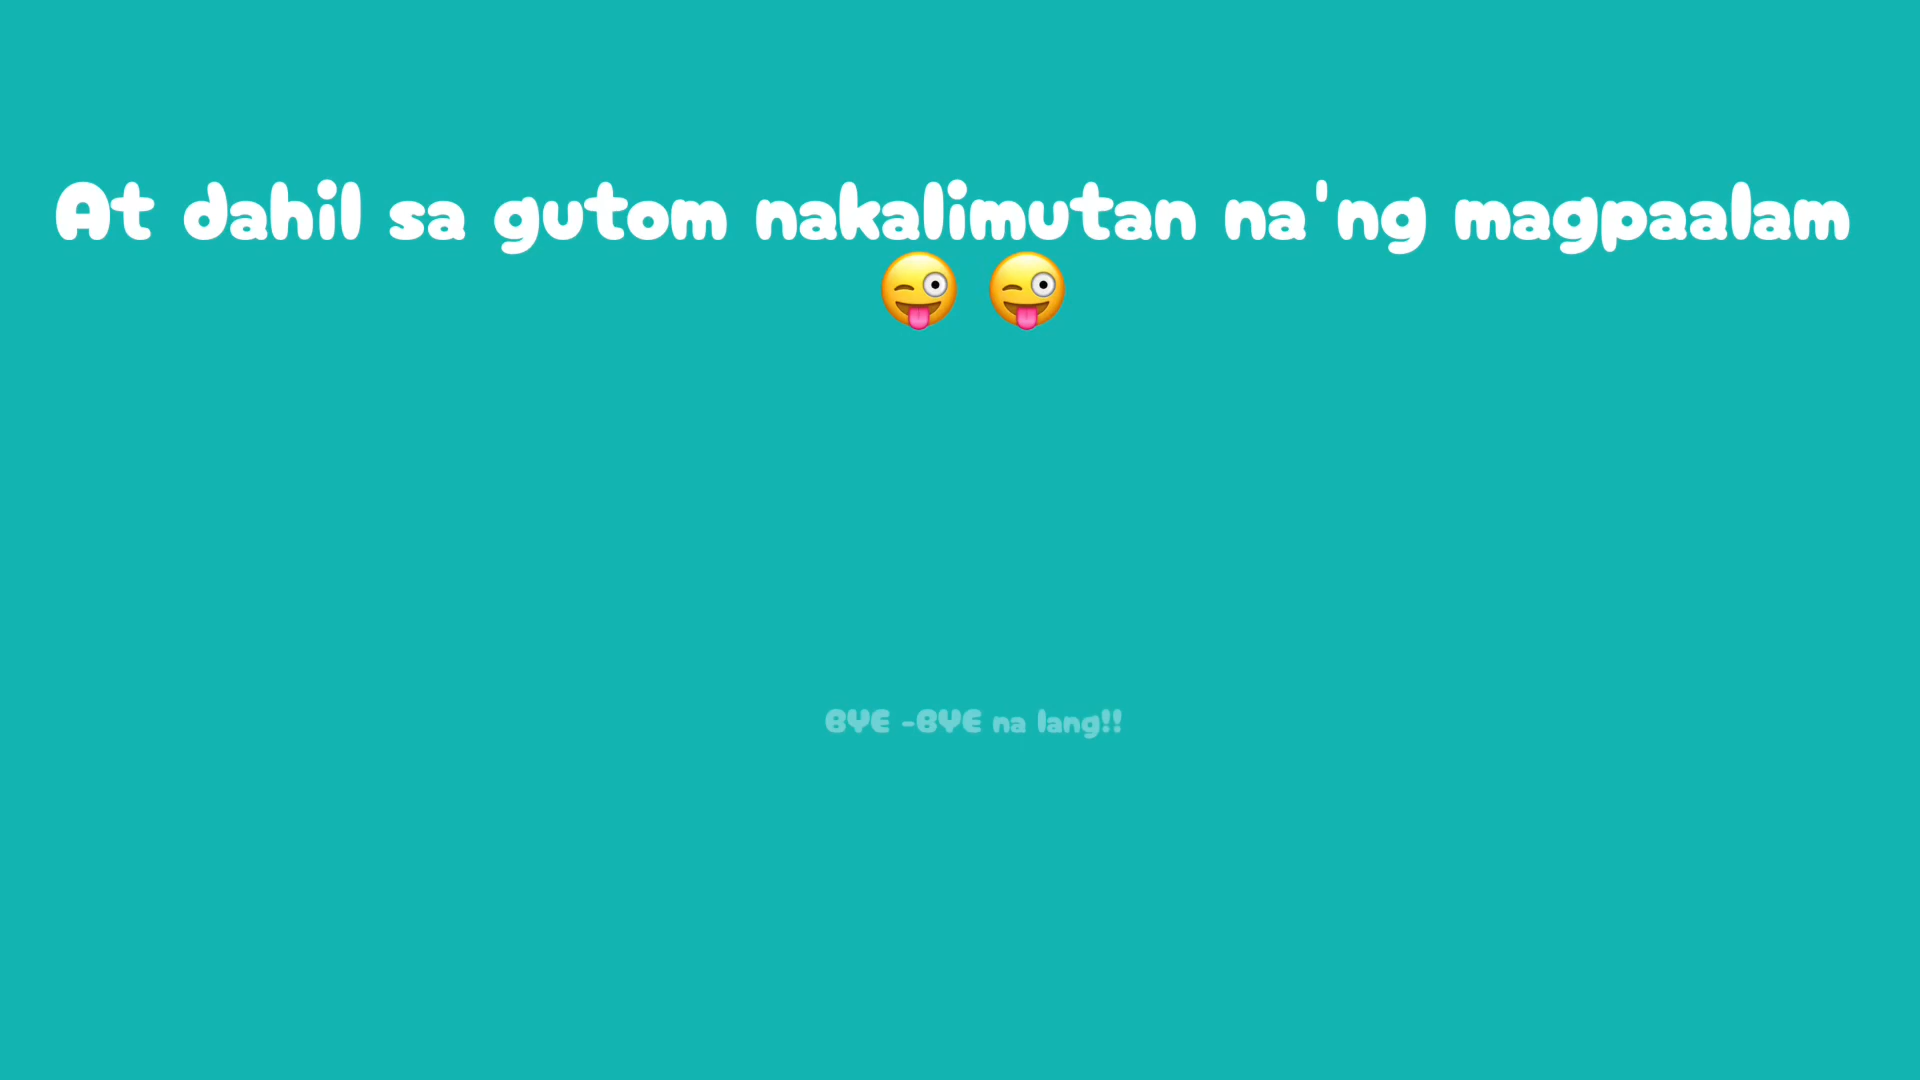 At dahil sa gutom nakalimutan na'ng magpaalam
😜 😜
BYE -BYE na lang!!